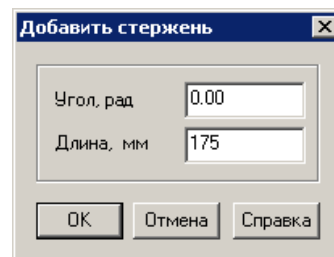 Добавить стержень
Угол, рад 0.00
Длина, мм 175
OK Отмена Справка